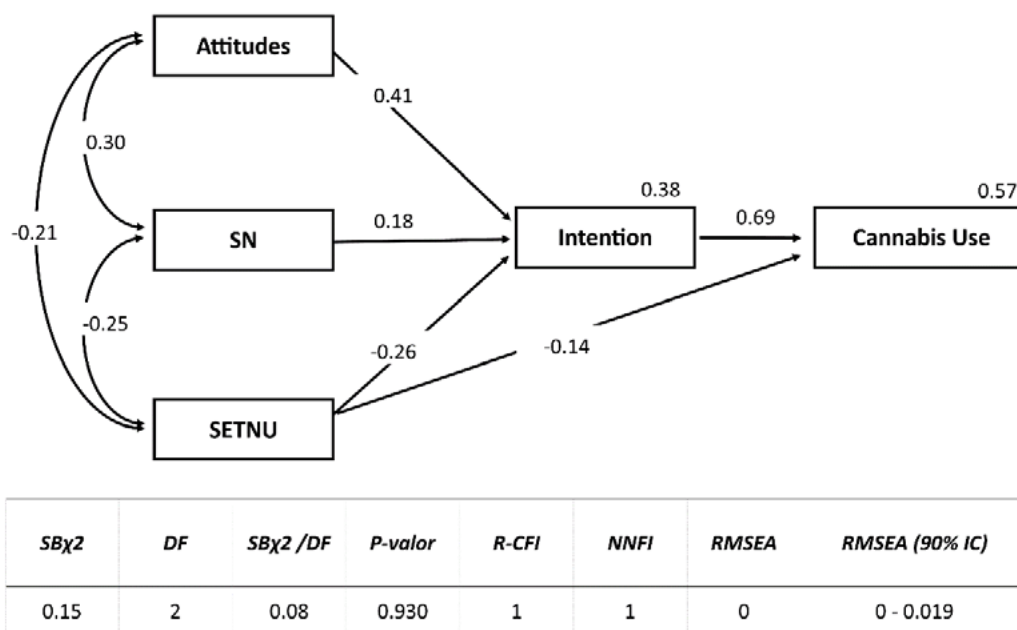 Attitudes
0.41
0.30
0.38
0.57
SN
0.18
Intention
0.69
Cannabis Use
-0.21
-0.25
-0.26
-0.14
SETNU
SBχ2 DF SBχ2 /DF P-valor R-CFI NNFI RMSEA RMSEA (90% IC)
0.15 2 0.08 0.930 1 1 0 0 - 0.019